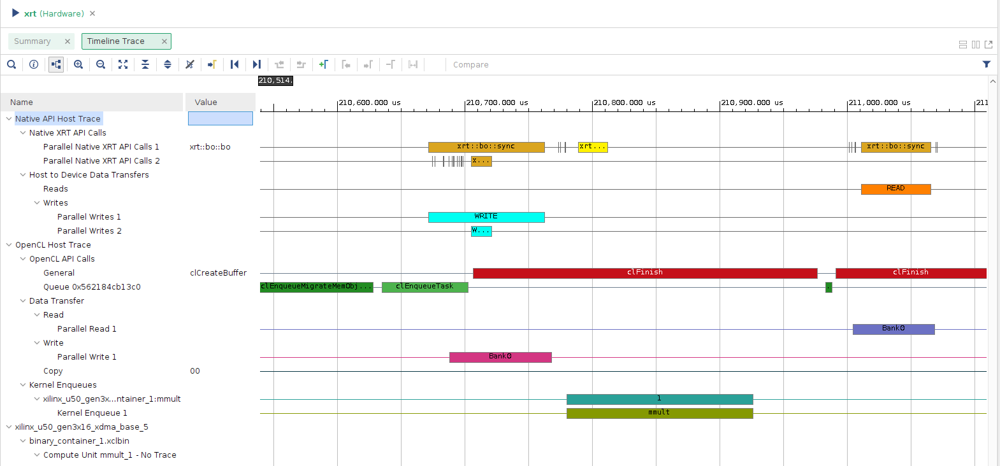 xrt (Hardware)
Summary Timeline Trace
Compare
210,514.
Name Value 210,600.000 us 210,700.000 us 210,800.000 us 210,900.000 us 211,000.000 us 211
Native API Host Trace
Native XRT API Calls
Parallel Native XRT API Calls 1 xrt::bo::bo xrt::bo::sync xrt... xrt::bo::sync
Parallel Native XRT API Calls 2 x...
Host to Device Data Transfers
Reads READ
Writes
Parallel Writes 1 WRITE
Parallel Writes 2 W...
OpenCL Host Trace
OpenCL API Calls
General clCreateBuffer clFinish clFinish
Queue 0x562184cb13c0 clEnqueueMigrateMemObj... clEnqueueTask .
Data Transfer
Read
Parallel Read 1 Bank0
Write
Parallel Write 1 Bank0
Copy 00
Kernel Enqueues
xilinx_u50_gen3x...ntainer_1:mmult 1
Kernel Enqueue 1 mmult
xilinx_u50_gen3x16_xdma_base_5
binary_container_1.xclbin
Compute Unit mmult_1 - No Trace